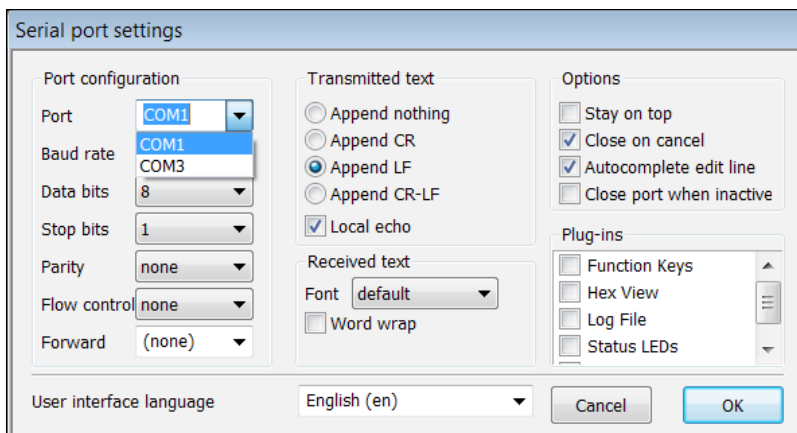 Serial port settings
Port configuration
Port COM1
COM1
COM3
Baud rate
Data bits 8
Stop bits 1
Parity none
Flow control none
Forward (none)
Transmitted text
Append nothing
Append CR
Append LF
Append CR-LF
Local echo
Received text
Font default
Word wrap
Options
Stay on top
Close on cancel
Autocomplete edit line
Close port when inactive
Plug-ins
Function Keys
Hex View
Log File
Status LEDs
User interface language English (en)
Cancel OK